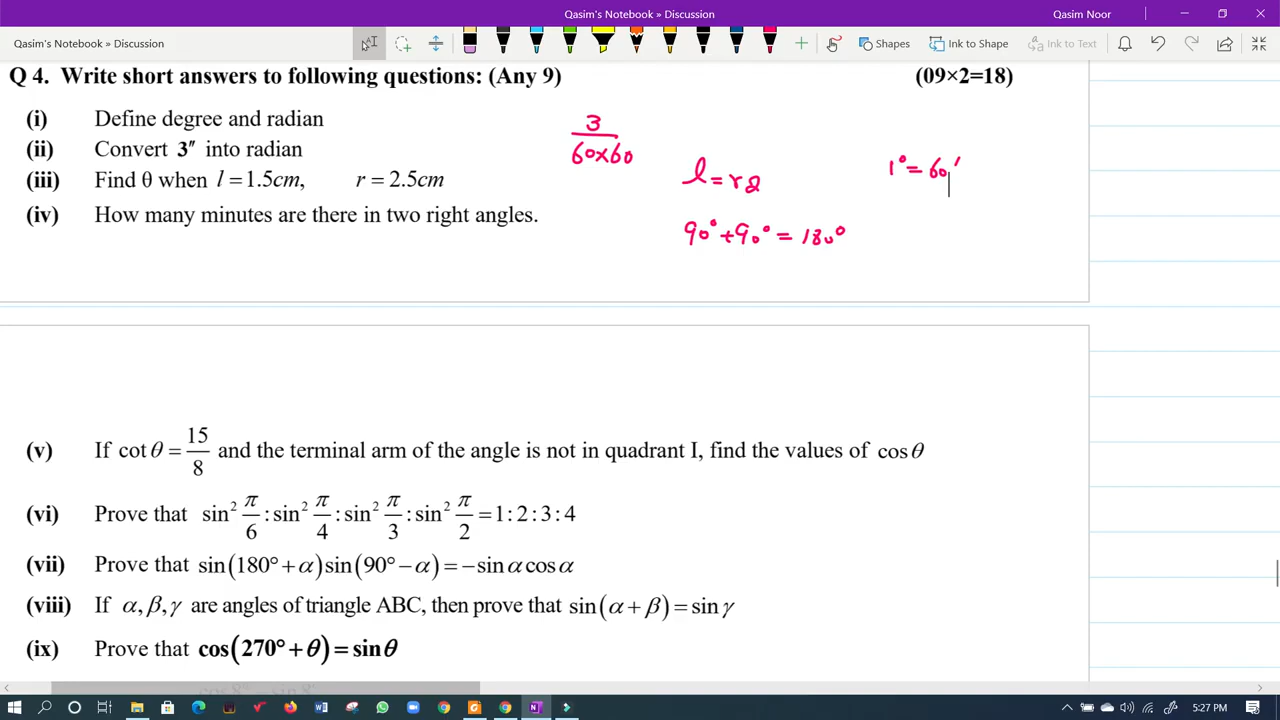 Qasim's Notebook » Discussion
Qasim Noor
Qasim's Notebook » Discussion
Shapes
Ink to Shape
Ink to Text
Q 4. Write short answers to following questions: (Any 9) (09×2=18)
(i) Define degree and radian
(ii) Convert 3″ into radian
(iii) Find θ when l = 1.5cm, r = 2.5cm
(iv) How many minutes are there in two right angles.
3
60×60
l = rθ
1° = 60′
90° + 90° = 180°
(v) If cot θ = 15/8 and the terminal arm of the angle is not in quadrant I, find the values of cos θ
(vi) Prove that sin² π/6 : sin² π/4 : sin² π/3 : sin² π/2 = 1 : 2 : 3 : 4
(vii) Prove that sin(180° + α) sin(90° − α) = −sin α cos α
(viii) If α, β, γ are angles of triangle ABC, then prove that sin(α + β) = sin γ
(ix) Prove that cos(270° + θ) = sin θ
5:27 PM